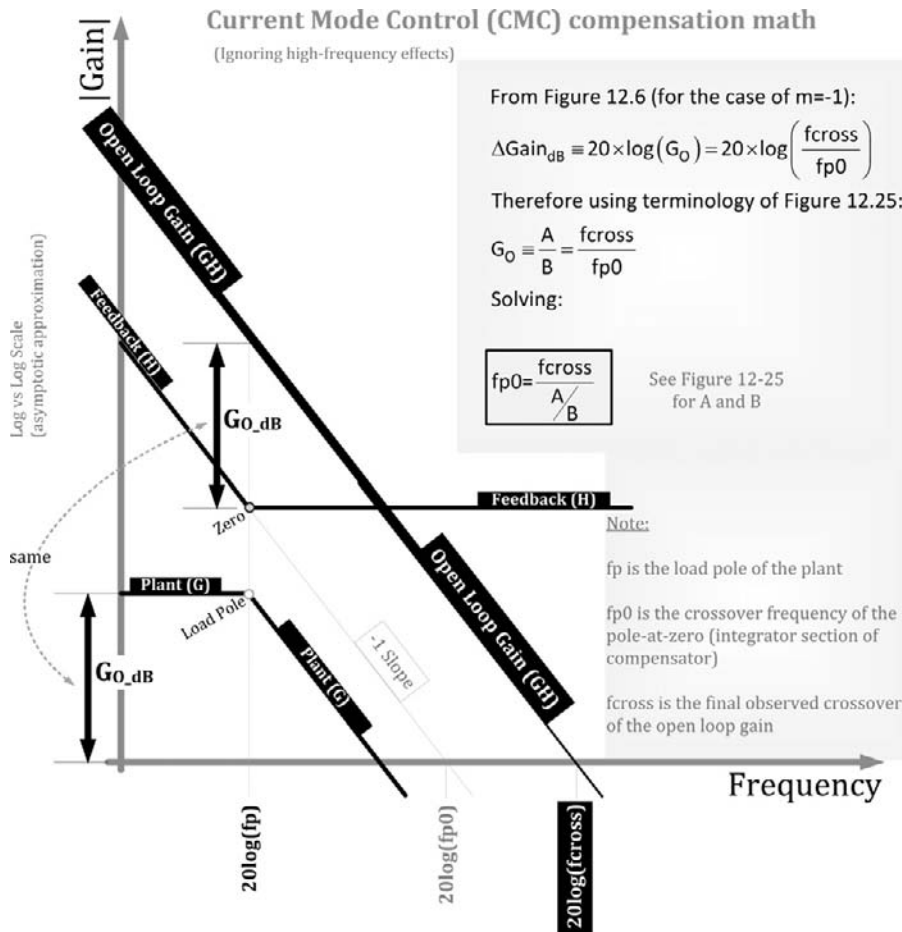 Current Mode Control (CMC) compensation math
(Ignoring high-frequency effects)
|Gain|
Log vs Log Scale
(asymptotic approximation)
From Figure 12.6 (for the case of m=-1):
ΔGain_dB ≡ 20×log(G_O) = 20×log(fcross/fp0)
Therefore using terminology of Figure 12.25:
G_O ≡ A/B = fcross/fp0
Solving:
fp0= fcross/(A/B)
See Figure 12-25
for A and B
Open Loop Gain (GH)
Feedback (H)
G_O_dB
Zero
Feedback (H)
same
Plant (G)
Load Pole
G_O_dB
Plant (G)
-1 Slope
Open Loop Gain (GH)
Note:
fp is the load pole of the plant
fp0 is the crossover frequency of the
pole-at-zero (integrator section of
compensator)
fcross is the final observed crossover
of the open loop gain
Frequency
20log(fp)
20log(fp0)
20log(fcross)